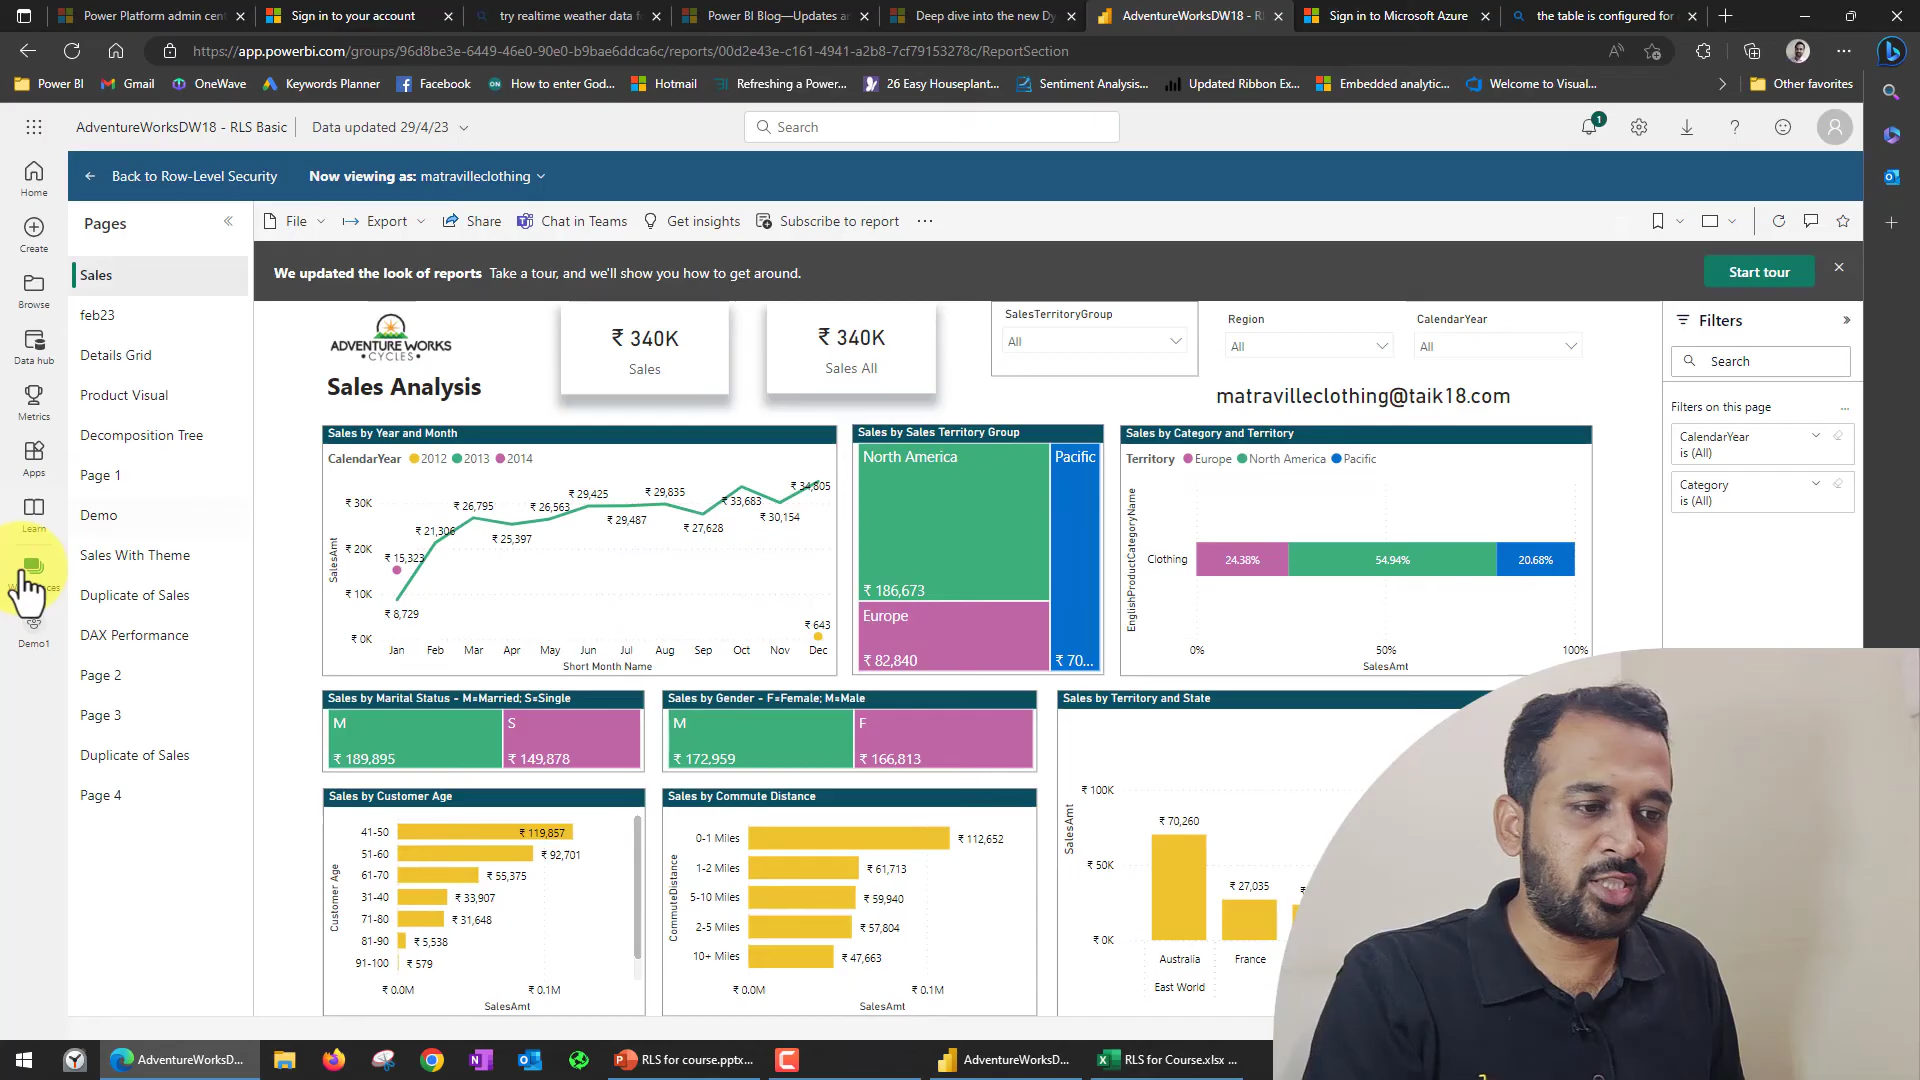 Power Platform admin cent
Sign in to your account
try realtime weather data f
Power BI Blog—Updates a
Deep dive into the new Dy
AdventureWorksDW18 - RL
Sign in to Microsoft Azure
the table is configured for
https://app.powerbi.com/groups/96d8be3e-6449-46e0-90e0-b9bae6ddca6c/reports/00d2e43e-c161-4941-a2b8-7cf79153278c/ReportSection
Power BI
Gmail
OneWave
Keywords Planner
Facebook
How to enter God...
Hotmail
Refreshing a Power...
26 Easy Houseplant...
Sentiment Analysis...
Updated Ribbon Ex...
Embedded analytic...
Welcome to Visual...
Other favorites
AdventureWorksDW18 - RLS Basic
Data updated 29/4/23
Search
1
Back to Row-Level Security
Now viewing as: matravilleclothing
Home
Create
Browse
Data hub
Metrics
Apps
Learn
Demo1
Pages
Sales
feb23
Details Grid
Product Visual
Decomposition Tree
Page 1
Demo
Sales With Theme
Duplicate of Sales
DAX Performance
Page 2
Page 3
Duplicate of Sales
Page 4
File
Export
Share
Chat in Teams
Get insights
Subscribe to report
We updated the look of reports Take a tour, and we'll show you how to get around.
Start tour
ADVENTURE WORKS
CYCLES
Sales Analysis
₹ 340K
Sales
₹ 340K
Sales All
SalesTerritoryGroup
All
Region
All
CalendarYear
All
matravilleclothing@taik18.com
Sales by Year and Month
CalendarYear 2012 2013 2014
SalesAmt
₹ 30K
₹ 20K
₹ 10K
₹ 0K
₹ 15,323
₹ 8,729
₹ 21,306
₹ 26,795
₹ 25,397
₹ 26,563
₹ 29,425
₹ 29,487
₹ 29,835
₹ 27,628
₹ 33,683
₹ 30,154
₹ 34,805
₹ 643
Jan Feb Mar Apr May Jun Jul Aug Sep Oct Nov Dec
Short Month Name
Sales by Sales Territory Group
North America
₹ 186,673
Europe
₹ 82,840
Pacific
₹ 70...
Sales by Category and Territory
Territory Europe North America Pacific
EnglishProductCategoryName
Clothing
24.38%
54.94%
20.68%
0% 50% 100%
SalesAmt
Sales by Marital Status - M=Married; S=Single
M
₹ 189,895
S
₹ 149,878
Sales by Gender - F=Female; M=Male
M
₹ 172,959
F
₹ 166,813
Sales by Territory and State
SalesAmt
₹ 100K
₹ 50K
₹ 0K
₹ 70,260
₹ 27,035
Australia
France
East World
Sales by Customer Age
Customer Age
41-50 ₹ 119,857
51-60 ₹ 92,701
61-70 ₹ 55,375
31-40 ₹ 33,907
71-80 ₹ 31,648
81-90 ₹ 5,538
91-100 ₹ 579
₹ 0.0M ₹ 0.1M
SalesAmt
Sales by Commute Distance
CommuteDistance
0-1 Miles ₹ 112,652
1-2 Miles ₹ 61,713
5-10 Miles ₹ 59,940
2-5 Miles ₹ 57,804
10+ Miles ₹ 47,663
₹ 0.0M ₹ 0.1M
SalesAmt
Filters
Search
Filters on this page
CalendarYear
is (All)
Category
is (All)
AdventureWorksD...
RLS for course.pptx...
AdventureWorksD...
RLS for Course.xlsx ...